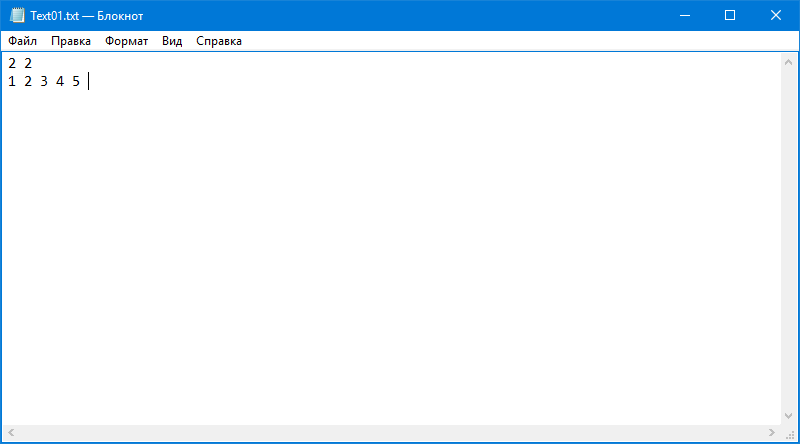 Text01.txt — Блокнот
Файл Правка Формат Вид Справка
2 2
1 2 3 4 5